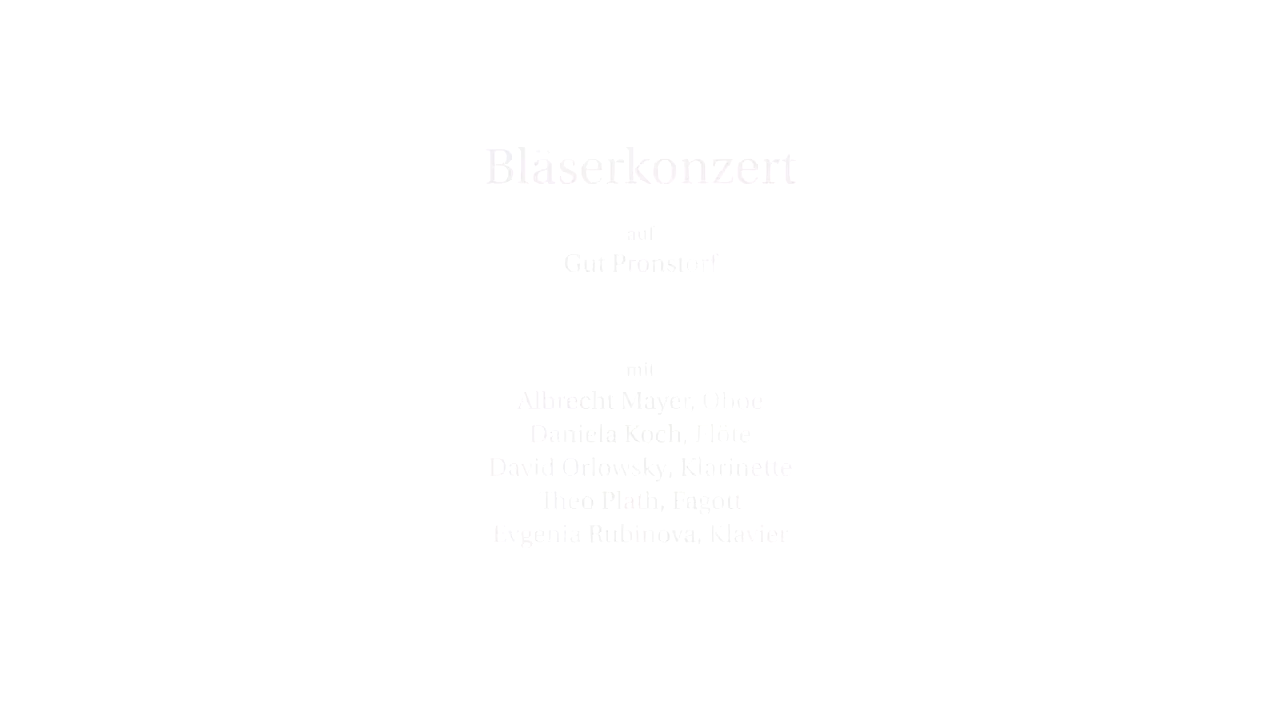 Bläserkonzert
auf
Gut Pronstorf
mit
Albrecht Mayer, Oboe
Daniela Koch, Flöte
David Orlowsky, Klarinette
Theo Plath, Fagott
Evgenia Rubinova, Klavier